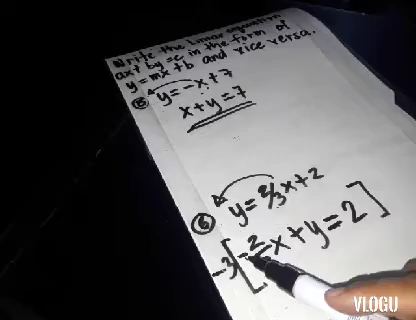 Write the linear equation
ax + by = c in the form of
y = mx + b and vice versa.
⑤ y = -x + 7
x + y = 7
⑥ y = 2/3x + 2
-3[-2/3x + y = 2]
VLOGU